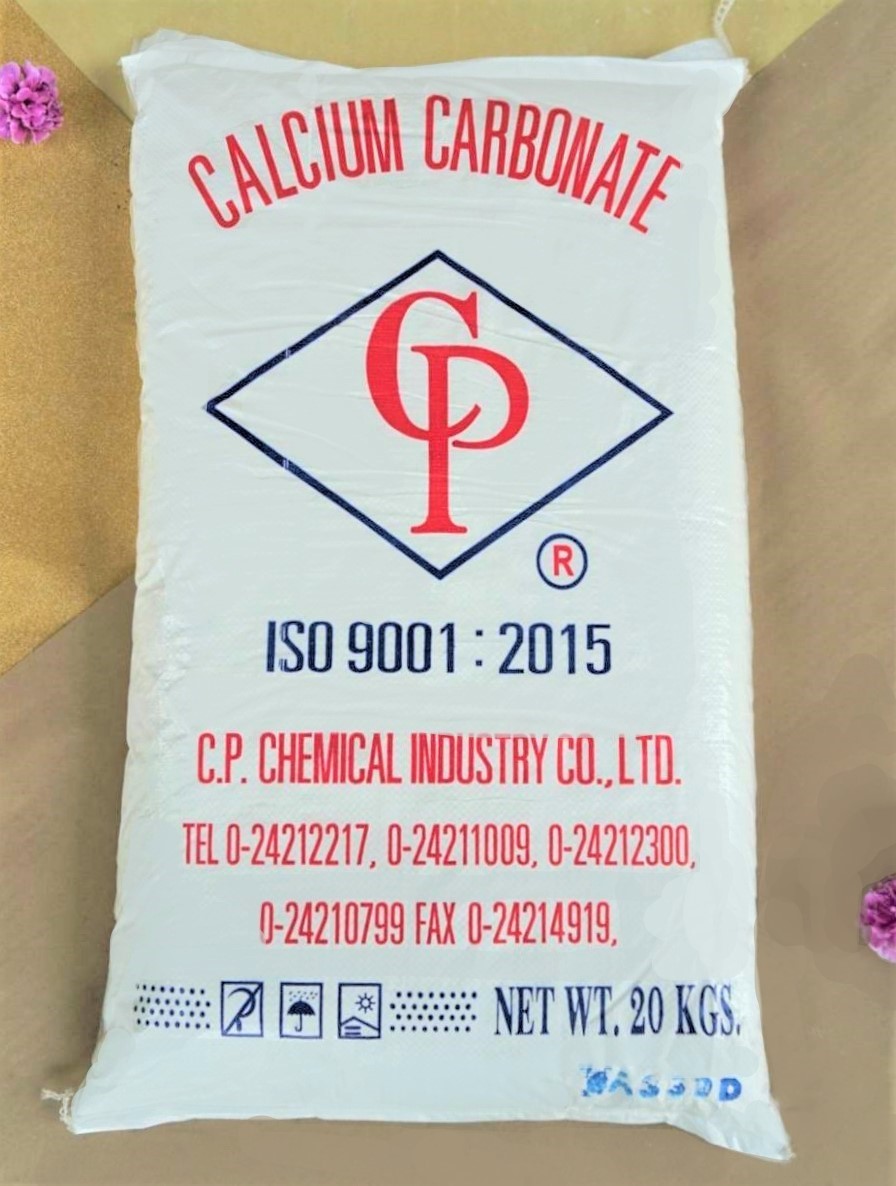 CALCIUM CARBONATE
CP
R
ISO 9001 : 2015
C.P. CHEMICAL INDUSTRY CO., LTD.
TEL 0-24212217, 0-24211009, 0-24212300,
0-24210799 FAX 0-24214919,
NET WT. 20 KGS.